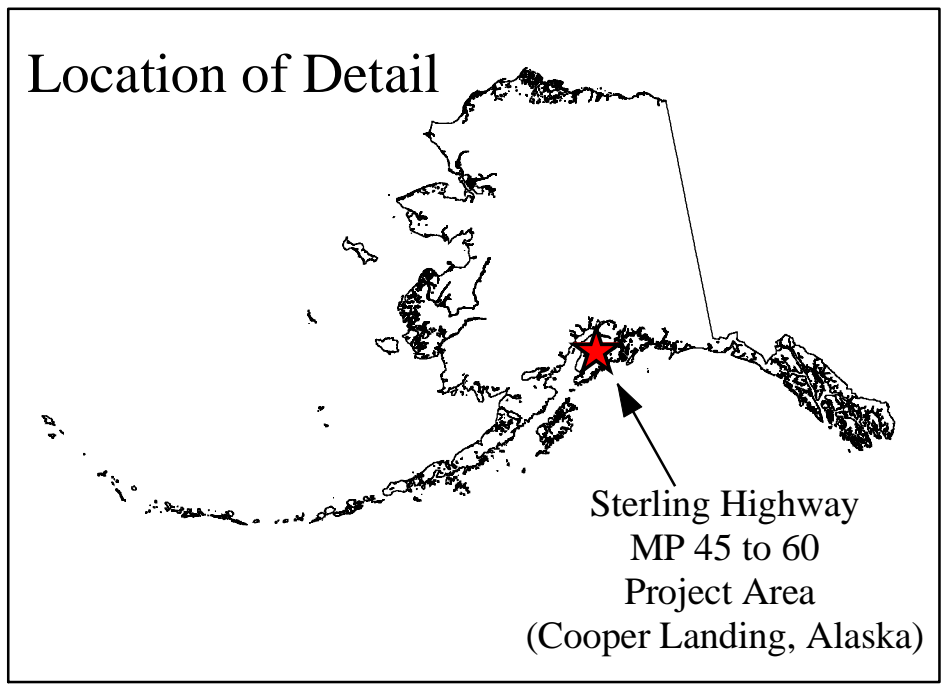 Location of Detail
Sterling Highway
MP 45 to 60
Project Area
(Cooper Landing, Alaska)